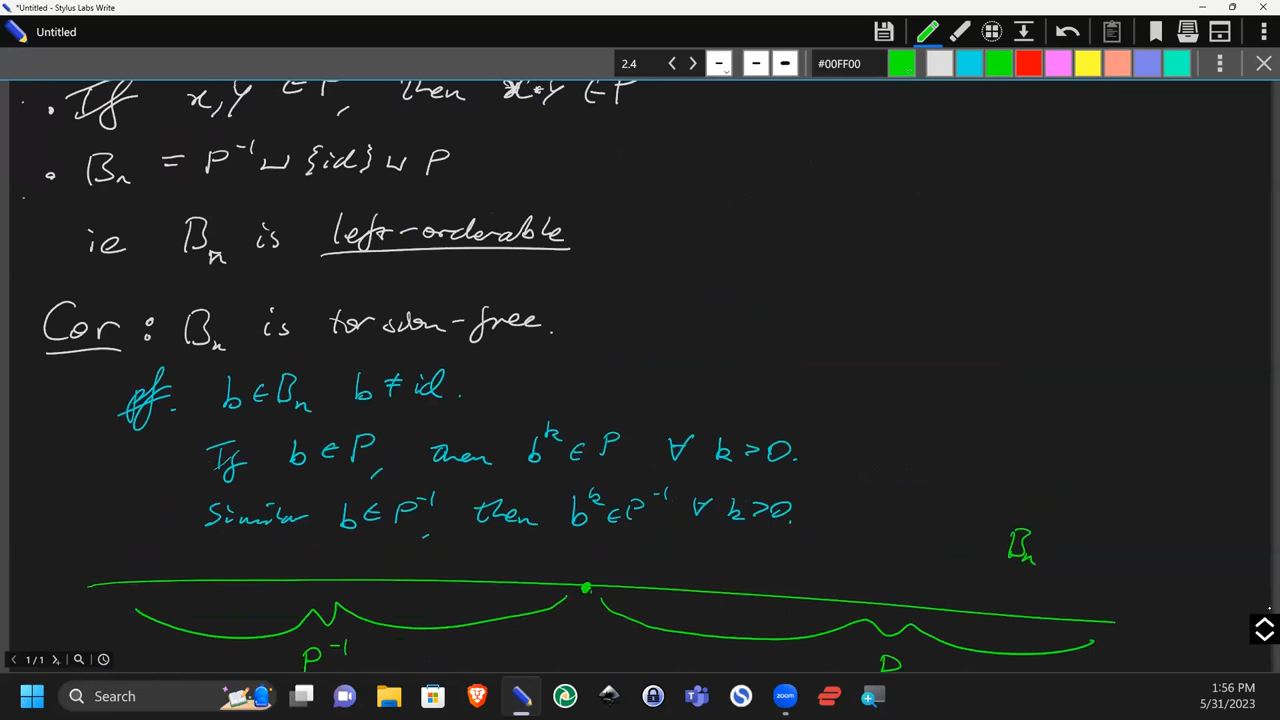 *Untitled - Stylus Labs Write
Untitled
2.4
#00FF00
• If x, y ∈ P, then x·y ∈ P
• Bₙ = P⁻¹ ⊔ {id} ⊔ P
ie Bₙ is left-orderable
Cor : Bₙ is torsion-free.
pf. b ∈ Bₙ b ≠ id.
If b ∈ P, then bᵏ ∈ P ∀ k > 0.
Similar b ∈ P⁻¹, then bᵏ ∈ P⁻¹ ∀ k > 0.
Bₙ
P⁻¹ P
1/1
Search
1:56 PM
5/31/2023